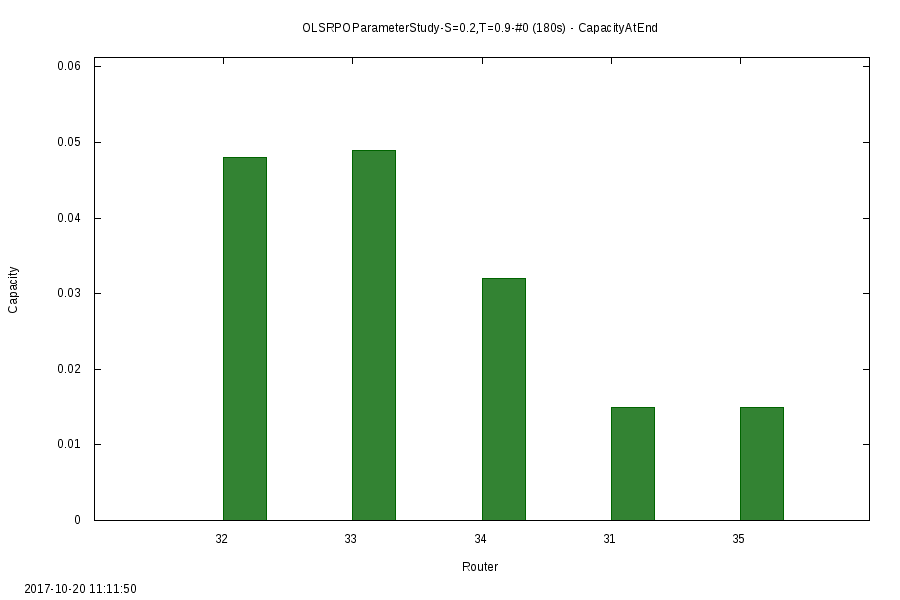 OLSRPOParameterStudy-S=0.2,T=0.9-#0 (180s) - CapacityAtEnd
0.06
0.05
0.04
0.03
0.02
0.01
0
Capacity
32 33 34 31 35
Router
2017-10-20 11:11:50